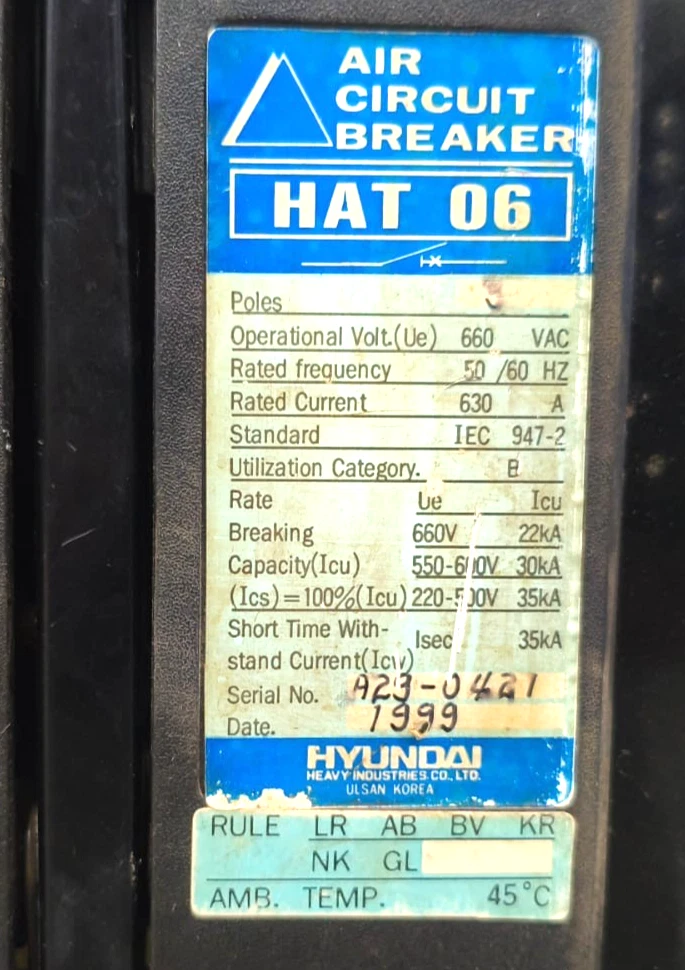 AIR
CIRCUIT
BREAKER
HAT 06
Poles
Operational Volt.(Ue) 660 VAC
Rated frequency 50 /60 HZ
Rated Current 630 A
Standard IEC 947-2
Utilization Category. B
Rate Ue Icu
Breaking 660V 22kA
Capacity(Icu) 550-600V 30kA
(Ics)=100%(Icu) 220-500V 35kA
Short Time With-
stand Current(Icw) 1sec 35kA
Serial No. A23-0421
Date. 1999
HYUNDAI
HEAVY INDUSTRIES CO., LTD.
ULSAN KOREA
RULE LR AB BV KR
NK GL
AMB. TEMP. 45°C